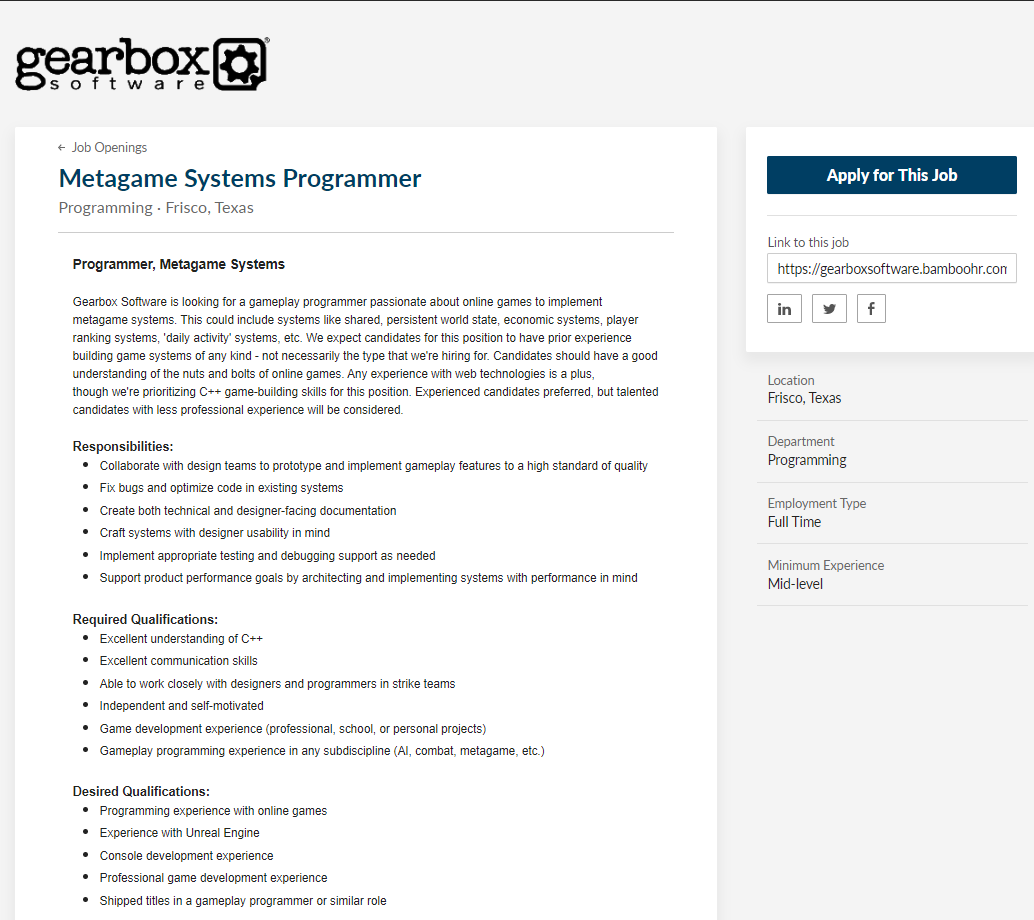 gearbox®
software
← Job Openings
Metagame Systems Programmer
Programming · Frisco, Texas
Programmer, Metagame Systems
Gearbox Software is looking for a gameplay programmer passionate about online games to implement
metagame systems. This could include systems like shared, persistent world state, economic systems, player
ranking systems, 'daily activity' systems, etc. We expect candidates for this position to have prior experience
building game systems of any kind - not necessarily the type that we're hiring for. Candidates should have a good
understanding of the nuts and bolts of online games. Any experience with web technologies is a plus,
though we're prioritizing C++ game-building skills for this position. Experienced candidates preferred, but talented
candidates with less professional experience will be considered.
Responsibilities:
• Collaborate with design teams to prototype and implement gameplay features to a high standard of quality
• Fix bugs and optimize code in existing systems
• Create both technical and designer-facing documentation
• Craft systems with designer usability in mind
• Implement appropriate testing and debugging support as needed
• Support product performance goals by architecting and implementing systems with performance in mind
Required Qualifications:
• Excellent understanding of C++
• Excellent communication skills
• Able to work closely with designers and programmers in strike teams
• Independent and self-motivated
• Game development experience (professional, school, or personal projects)
• Gameplay programming experience in any subdiscipline (AI, combat, metagame, etc.)
Desired Qualifications:
• Programming experience with online games
• Experience with Unreal Engine
• Console development experience
• Professional game development experience
• Shipped titles in a gameplay programmer or similar role
Apply for This Job
Link to this job
https://gearboxsoftware.bamboohr.com
in
f
Location
Frisco, Texas
Department
Programming
Employment Type
Full Time
Minimum Experience
Mid-level